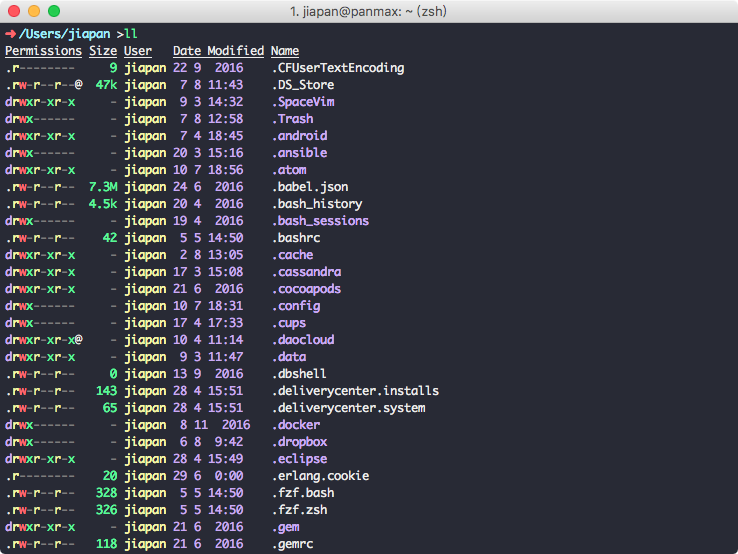 1. jiapan@panmax: ~ (zsh)
➜ /Users/jiapan >ll
Permissions Size User   Date Modified Name
.r--------     9 jiapan 22 9  2016    .CFUserTextEncoding
.rw-r--r--@  47k jiapan  7 8 11:43    .DS_Store
drwxr-xr-x     - jiapan  9 3 14:32    .SpaceVim
drwx------     - jiapan  7 8 12:58    .Trash
drwxr-xr-x     - jiapan  7 4 18:45    .android
drwx------     - jiapan 20 3 15:16    .ansible
drwxr-xr-x     - jiapan 10 7 18:56    .atom
.rw-r--r--  7.3M jiapan 24 6  2016    .babel.json
.rw-r--r--  4.5k jiapan 20 4  2016    .bash_history
drwx------     - jiapan 19 4  2016    .bash_sessions
.rw-r--r--    42 jiapan  5 5 14:50    .bashrc
drwxr-xr-x     - jiapan  2 8 13:05    .cache
drwxr-xr-x     - jiapan 17 3 15:08    .cassandra
drwxr-xr-x     - jiapan 21 6  2016    .cocoapods
drwx------     - jiapan 10 7 18:31    .config
drwx------     - jiapan 17 4 17:33    .cups
drwxr-xr-x@    - jiapan 10 4 11:14    .daocloud
drwxr-xr-x     - jiapan  9 3 11:47    .data
.rw-r--r--     0 jiapan 13 9  2016    .dbshell
.rw-r--r--   143 jiapan 28 4 15:51    .deliverycenter.installs
.rw-r--r--    65 jiapan 28 4 15:51    .deliverycenter.system
drwx------     - jiapan  8 11  2016   .docker
drwx------     - jiapan  6 8  9:42    .dropbox
drwxr-xr-x     - jiapan 28 4 15:49    .eclipse
.r--------    20 jiapan 29 6  0:00    .erlang.cookie
.rw-r--r--   328 jiapan  5 5 14:50    .fzf.bash
.rw-r--r--   326 jiapan  5 5 14:50    .fzf.zsh
drwxr-xr-x     - jiapan 21 6  2016    .gem
.rw-r--r--   118 jiapan 21 6  2016    .gemrc